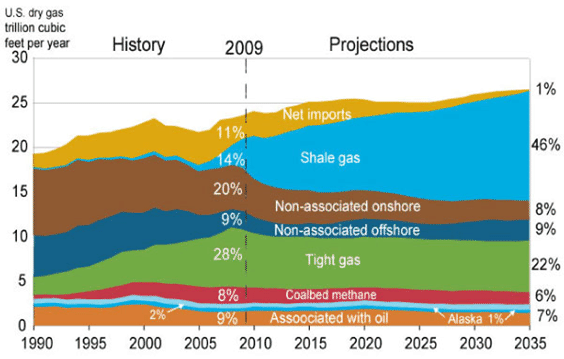 U.S. dry gas
trillion cubic
feet per year
History
2009
Projections
30
25
20
15
10
5
0
11%
Net imports
1%
14%
Shale gas
46%
20%
Non-associated onshore
8%
9%
Non-associated offshore
9%
28%
Tight gas
22%
8%
Coalbed methane
6%
2%
Alaska 1%
9%
Assoociated with oil
7%
1990
1995
2000
2005
2010
2015
2020
2025
2030
2035